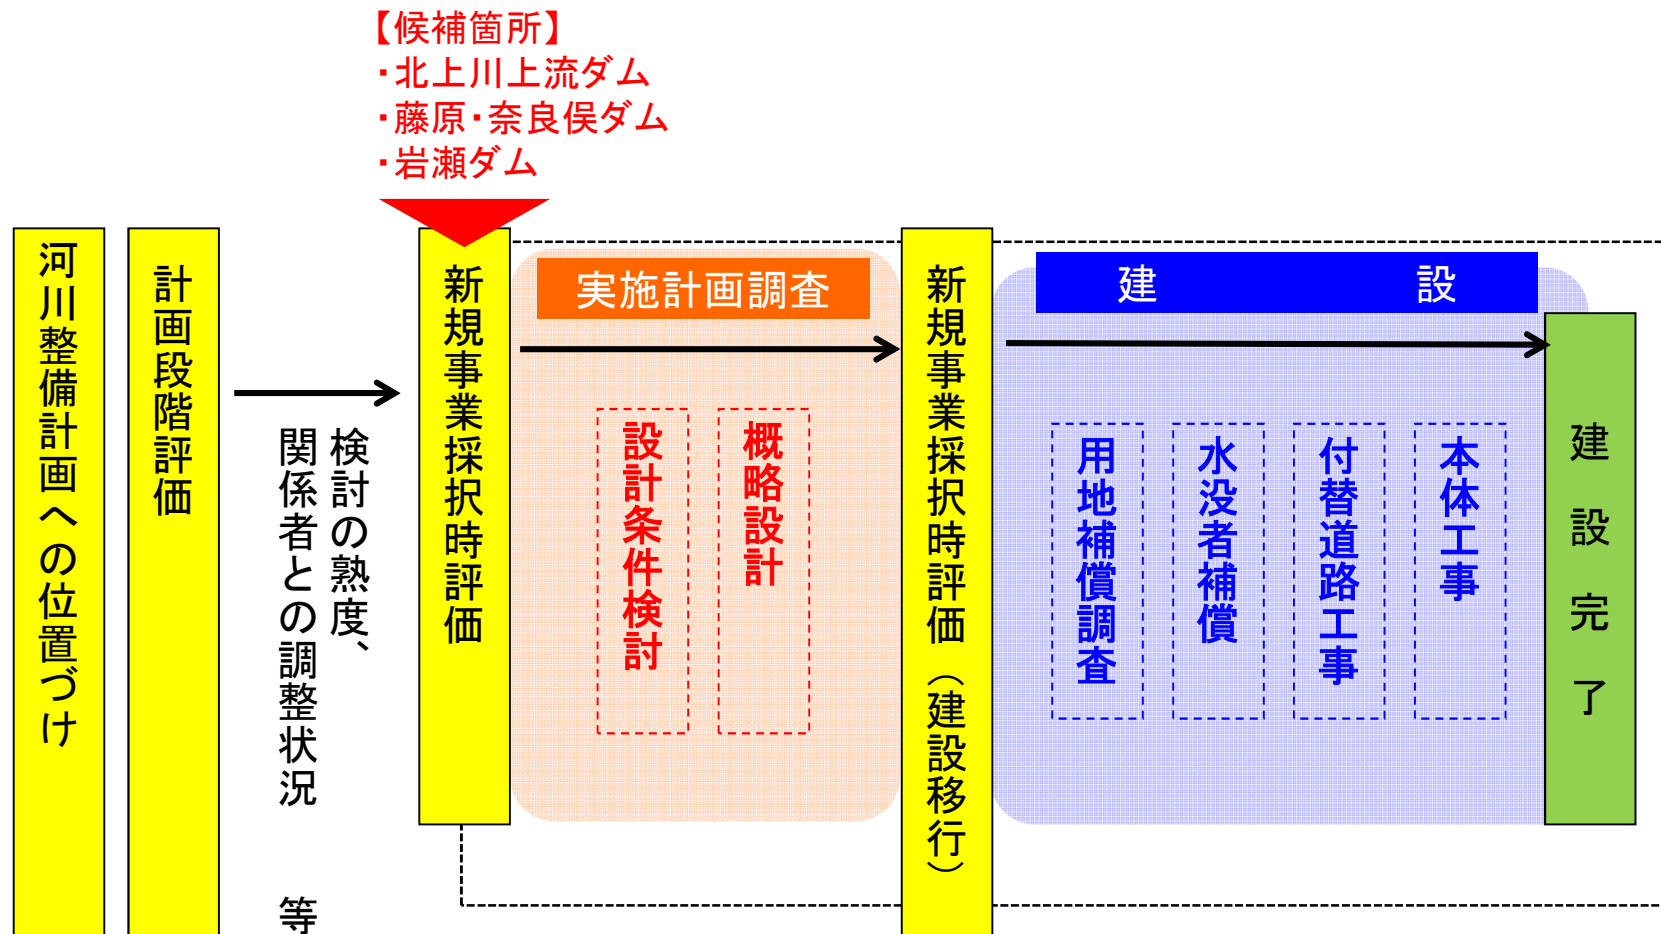 【候補箇所】
・北上川上流ダム
・藤原・奈良俣ダム
・岩瀬ダム
河川整備計画への位置づけ
計画段階評価
検討の熟度、
関係者との調整状況　等
新規事業採択時評価
実施計画調査
設計条件検討
概略設計
新規事業採択時評価（建設移行）
建　設
用地補償調査
水没者補償
付替道路工事
本体工事
建設完了